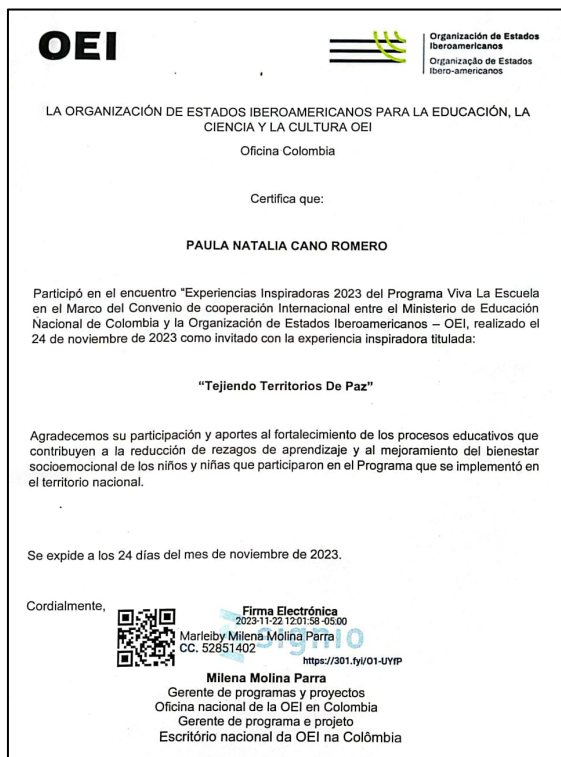 OEI
Organización de Estados
Iberoamericanos
Organização de Estados
Ibero-americanos
LA ORGANIZACIÓN DE ESTADOS IBEROAMERICANOS PARA LA EDUCACIÓN, LA
CIENCIA Y LA CULTURA OEI
Oficina Colombia
Certifica que:
PAULA NATALIA CANO ROMERO
Participó en el encuentro “Experiencias Inspiradoras 2023 del Programa Viva La Escuela
en el Marco del Convenio de cooperación Internacional entre el Ministerio de Educación
Nacional de Colombia y la Organización de Estados Iberoamericanos – OEI, realizado el
24 de noviembre de 2023 como invitado con la experiencia inspiradora titulada:
“Tejiendo Territorios De Paz”
Agradecemos su participación y aportes al fortalecimiento de los procesos educativos que
contribuyen a la reducción de rezagos de aprendizaje y al mejoramiento del bienestar
socioemocional de los niños y niñas que participaron en el Programa que se implementó en
el territorio nacional.
Se expide a los 24 días del mes de noviembre de 2023.
Cordialmente,
Firma Electrónica
2023-11-22 12:01:58 -05:00
signio
Marleiby Milena Molina Parra
CC. 52851402
https://301.fyi/O1-UYfP
Milena Molina Parra
Gerente de programas y proyectos
Oficina nacional de la OEI en Colombia
Gerente de programa e projeto
Escritório nacional da OEI na Colômbia